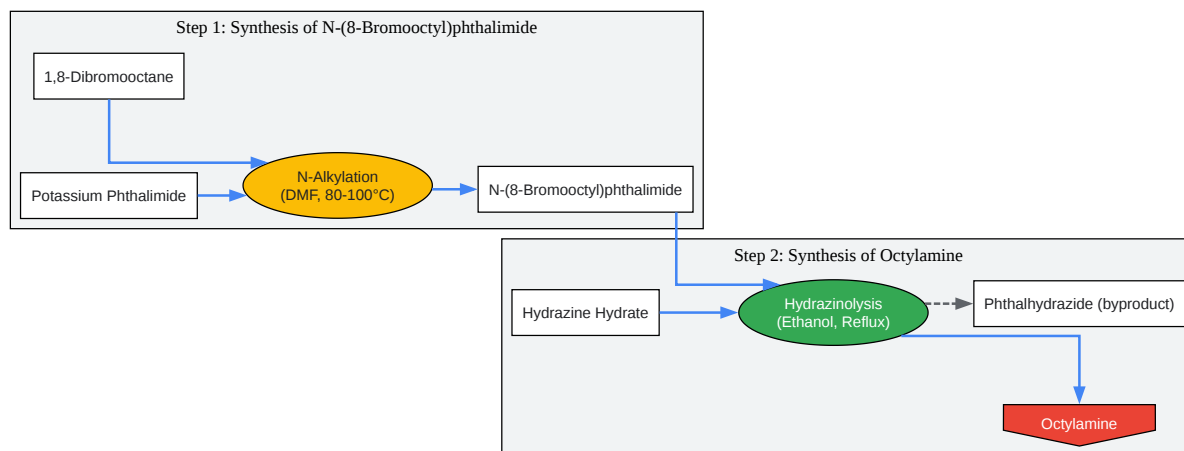 Step 1: Synthesis of N-(8-Bromooctyl)phthalimide
1,8-Dibromooctane
Potassium Phthalimide
N-Alkylation
(DMF, 80-100°C)
N-(8-Bromooctyl)phthalimide
Step 2: Synthesis of Octylamine
Hydrazine Hydrate
Hydrazinolysis
(Ethanol, Reflux)
Phthalhydrazide (byproduct)
Octylamine